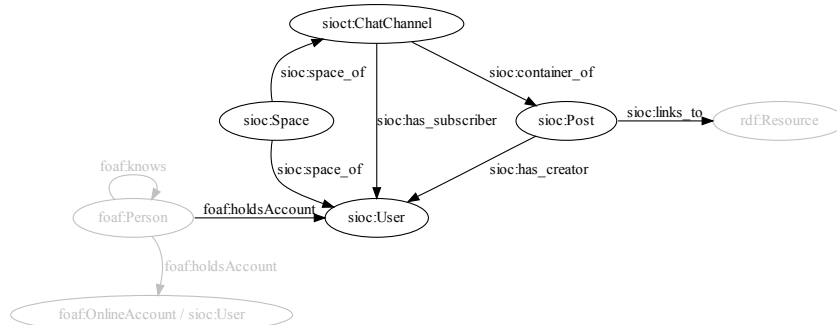 sioct:ChatChannel
sioc:space_of
sioc:container_of
sioc:Space
sioc:has_subscriber
sioc:Post
sioc:links_to
rdf:Resource
sioc:space_of
sioc:has_creator
foaf:knows
foaf:Person
foaf:holdsAccount
sioc:User
foaf:holdsAccount
foaf:OnlineAccount / sioc:User